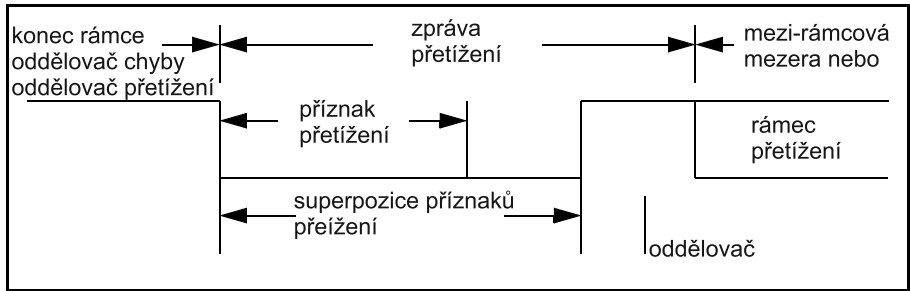 konec rámce
oddělovač chyby
oddělovač přetížení
zpráva
přetížení
mezi-rámcová
mezera nebo
příznak
přetížení
rámec
přetížení
superpozice příznaků
přeížení
oddělovač